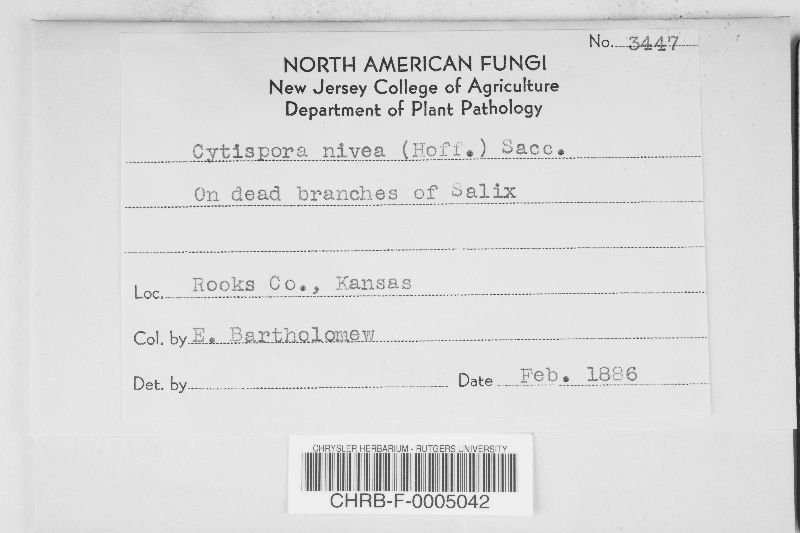 No. 3447
NORTH AMERICAN FUNGI
New Jersey College of Agriculture
Department of Plant Pathology
Cytispora nivea (Hoff.) Sacc.
On dead branches of Salix
Loc. Rooks Co., Kansas
Col. by E. Bartholomew
Det. by Date Feb. 1886
CHRYSLER HERBARIUM - RUTGERS UNIVERSITY
CHRB-F-0005042